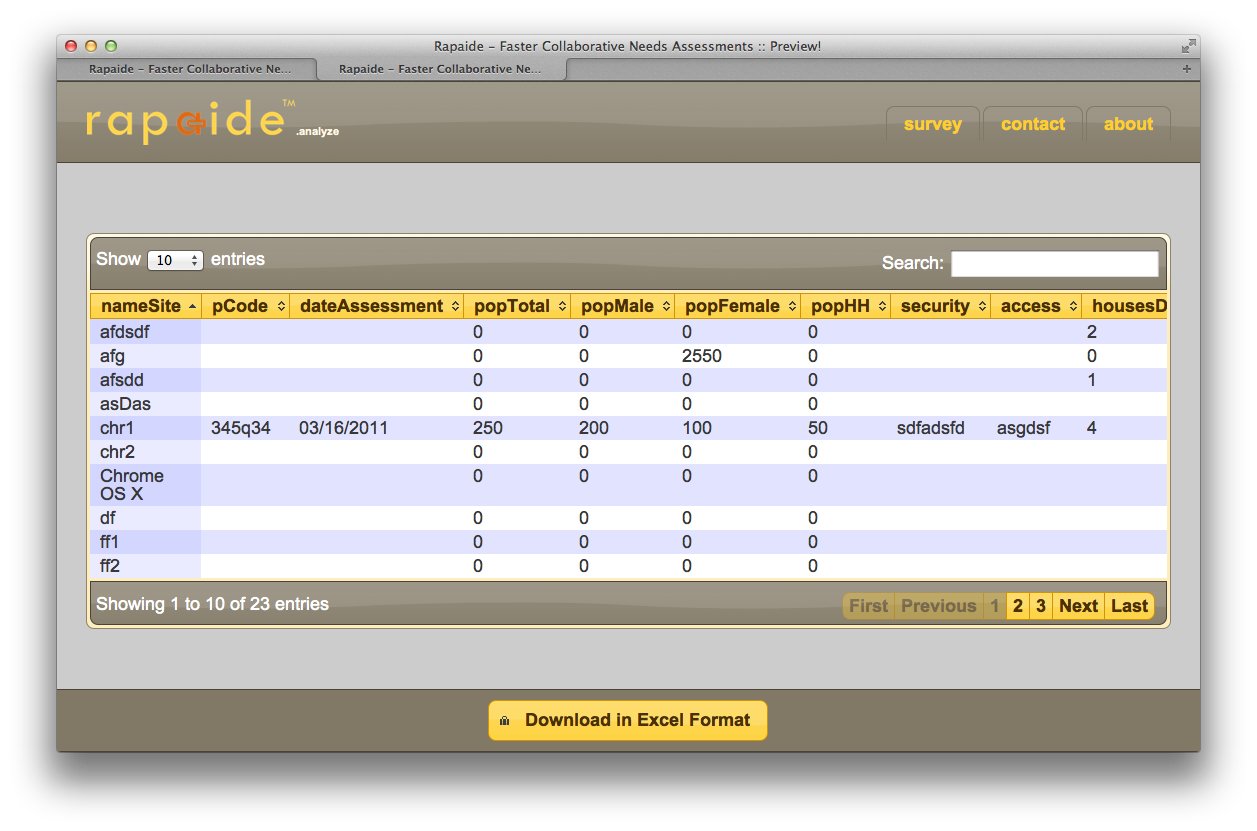 Rapaide – Faster Collaborative Needs Assessments :: Preview!
Rapaide – Faster Collaborative Ne... Rapaide – Faster Collaborative Ne...
rapaide™ .analyze survey contact about
Show 10 entries Search:
nameSite pCode dateAssessment popTotal popMale popFemale popHH security access housesD
afdsdf 0 0 0 0 2
afg 0 0 2550 0 0
afsdd 0 0 0 0 1
asDas 0 0 0 0
chr1 345q34 03/16/2011 250 200 100 50 sdfadsfd asgdsf 4
chr2 0 0 0 0
Chrome 0 0 0 0
OS X
df 0 0 0 0
ff1 0 0 0 0
ff2 0 0 0 0
Showing 1 to 10 of 23 entries First Previous 1 2 3 Next Last
Download in Excel Format